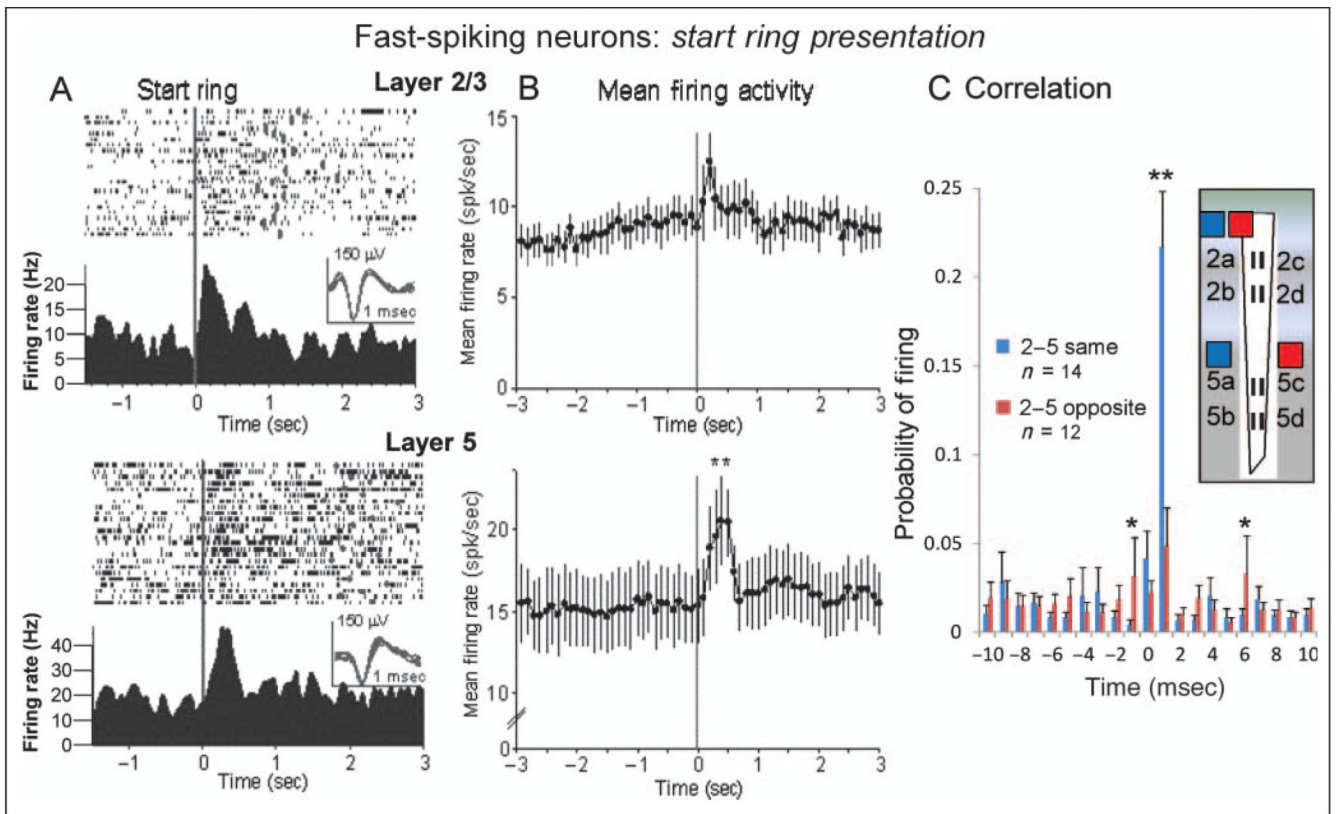 Fast-spiking neurons: start ring presentation
A
Start ring
Layer 2/3
Firing rate (Hz)
20
15
10
5
0
150 µV
1 msec
−1 0 1 2 3
Time (sec)
Layer 5
Firing rate (Hz)
40
30
20
10
0
150 µV
1 msec
−1 0 1 2 3
Time (sec)
B
Mean firing activity
Mean firing rate (spk/sec)
15
10
5
0
−3 −2 −1 0 1 2 3
Time (sec)
**
Mean firing rate (spk/sec)
20
15
10
0
−3 −2 −1 0 1 2 3
Time (sec)
C Correlation
Probability of firing
0.25
0.2
0.15
0.1
0.05
0
**
*
*
2–5 same
n = 14
2–5 opposite
n = 12
2a 2c
2b 2d
5a 5c
5b 5d
−10 −8 −6 −4 −2 0 2 4 6 8 10
Time (msec)